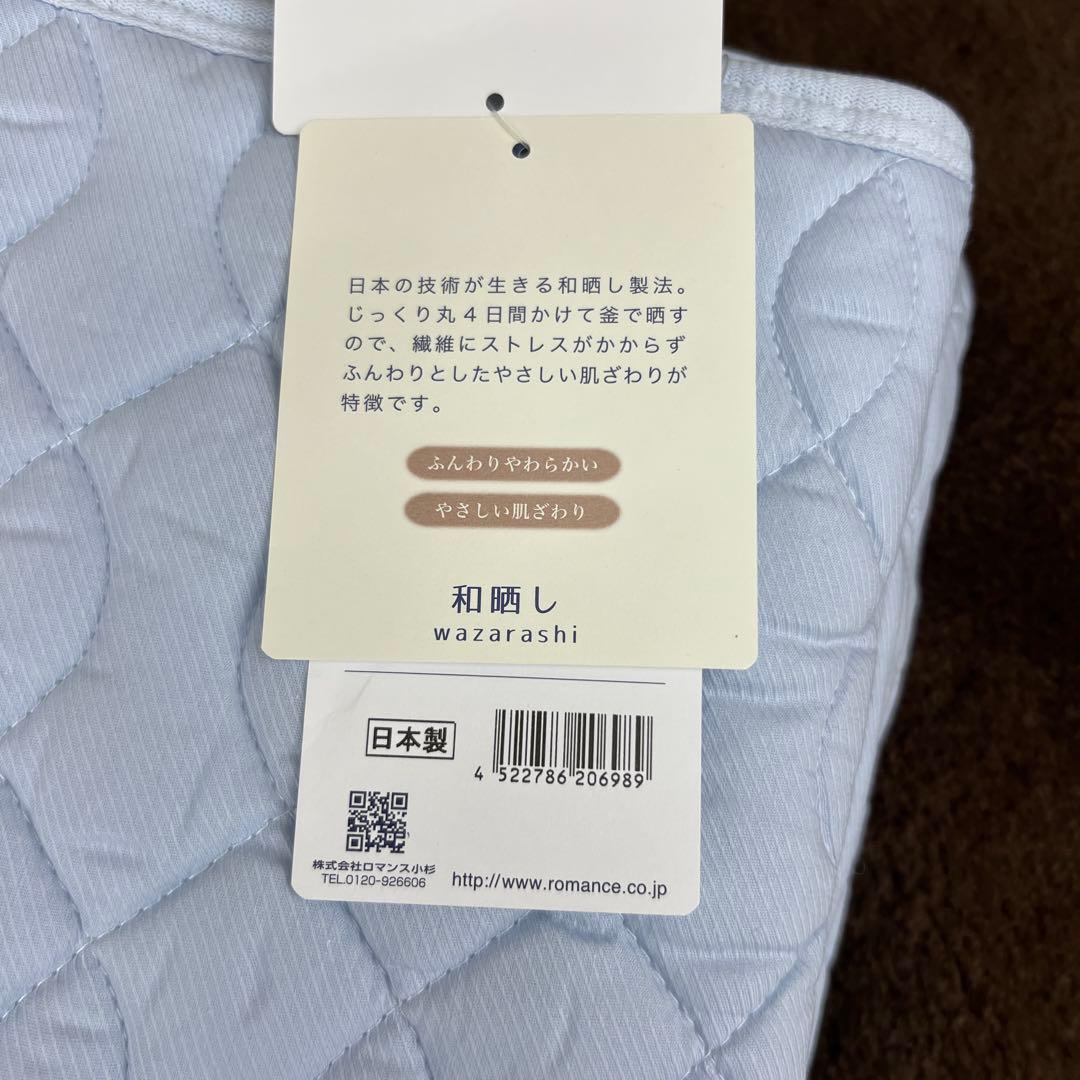 日本の技術が生きる和晒し製法。
じっくり丸4日間かけて釜で晒す
ので、繊維にストレスがかからず
ふんわりとしたやさしい肌ざわりが
特徴です。
ふんわりやわらかい
やさしい肌ざわり
和晒し
wazarashi
日本製
4 522786 206989
株式会社ロマンス小杉
TEL.0120-926606
http://www.romance.co.jp